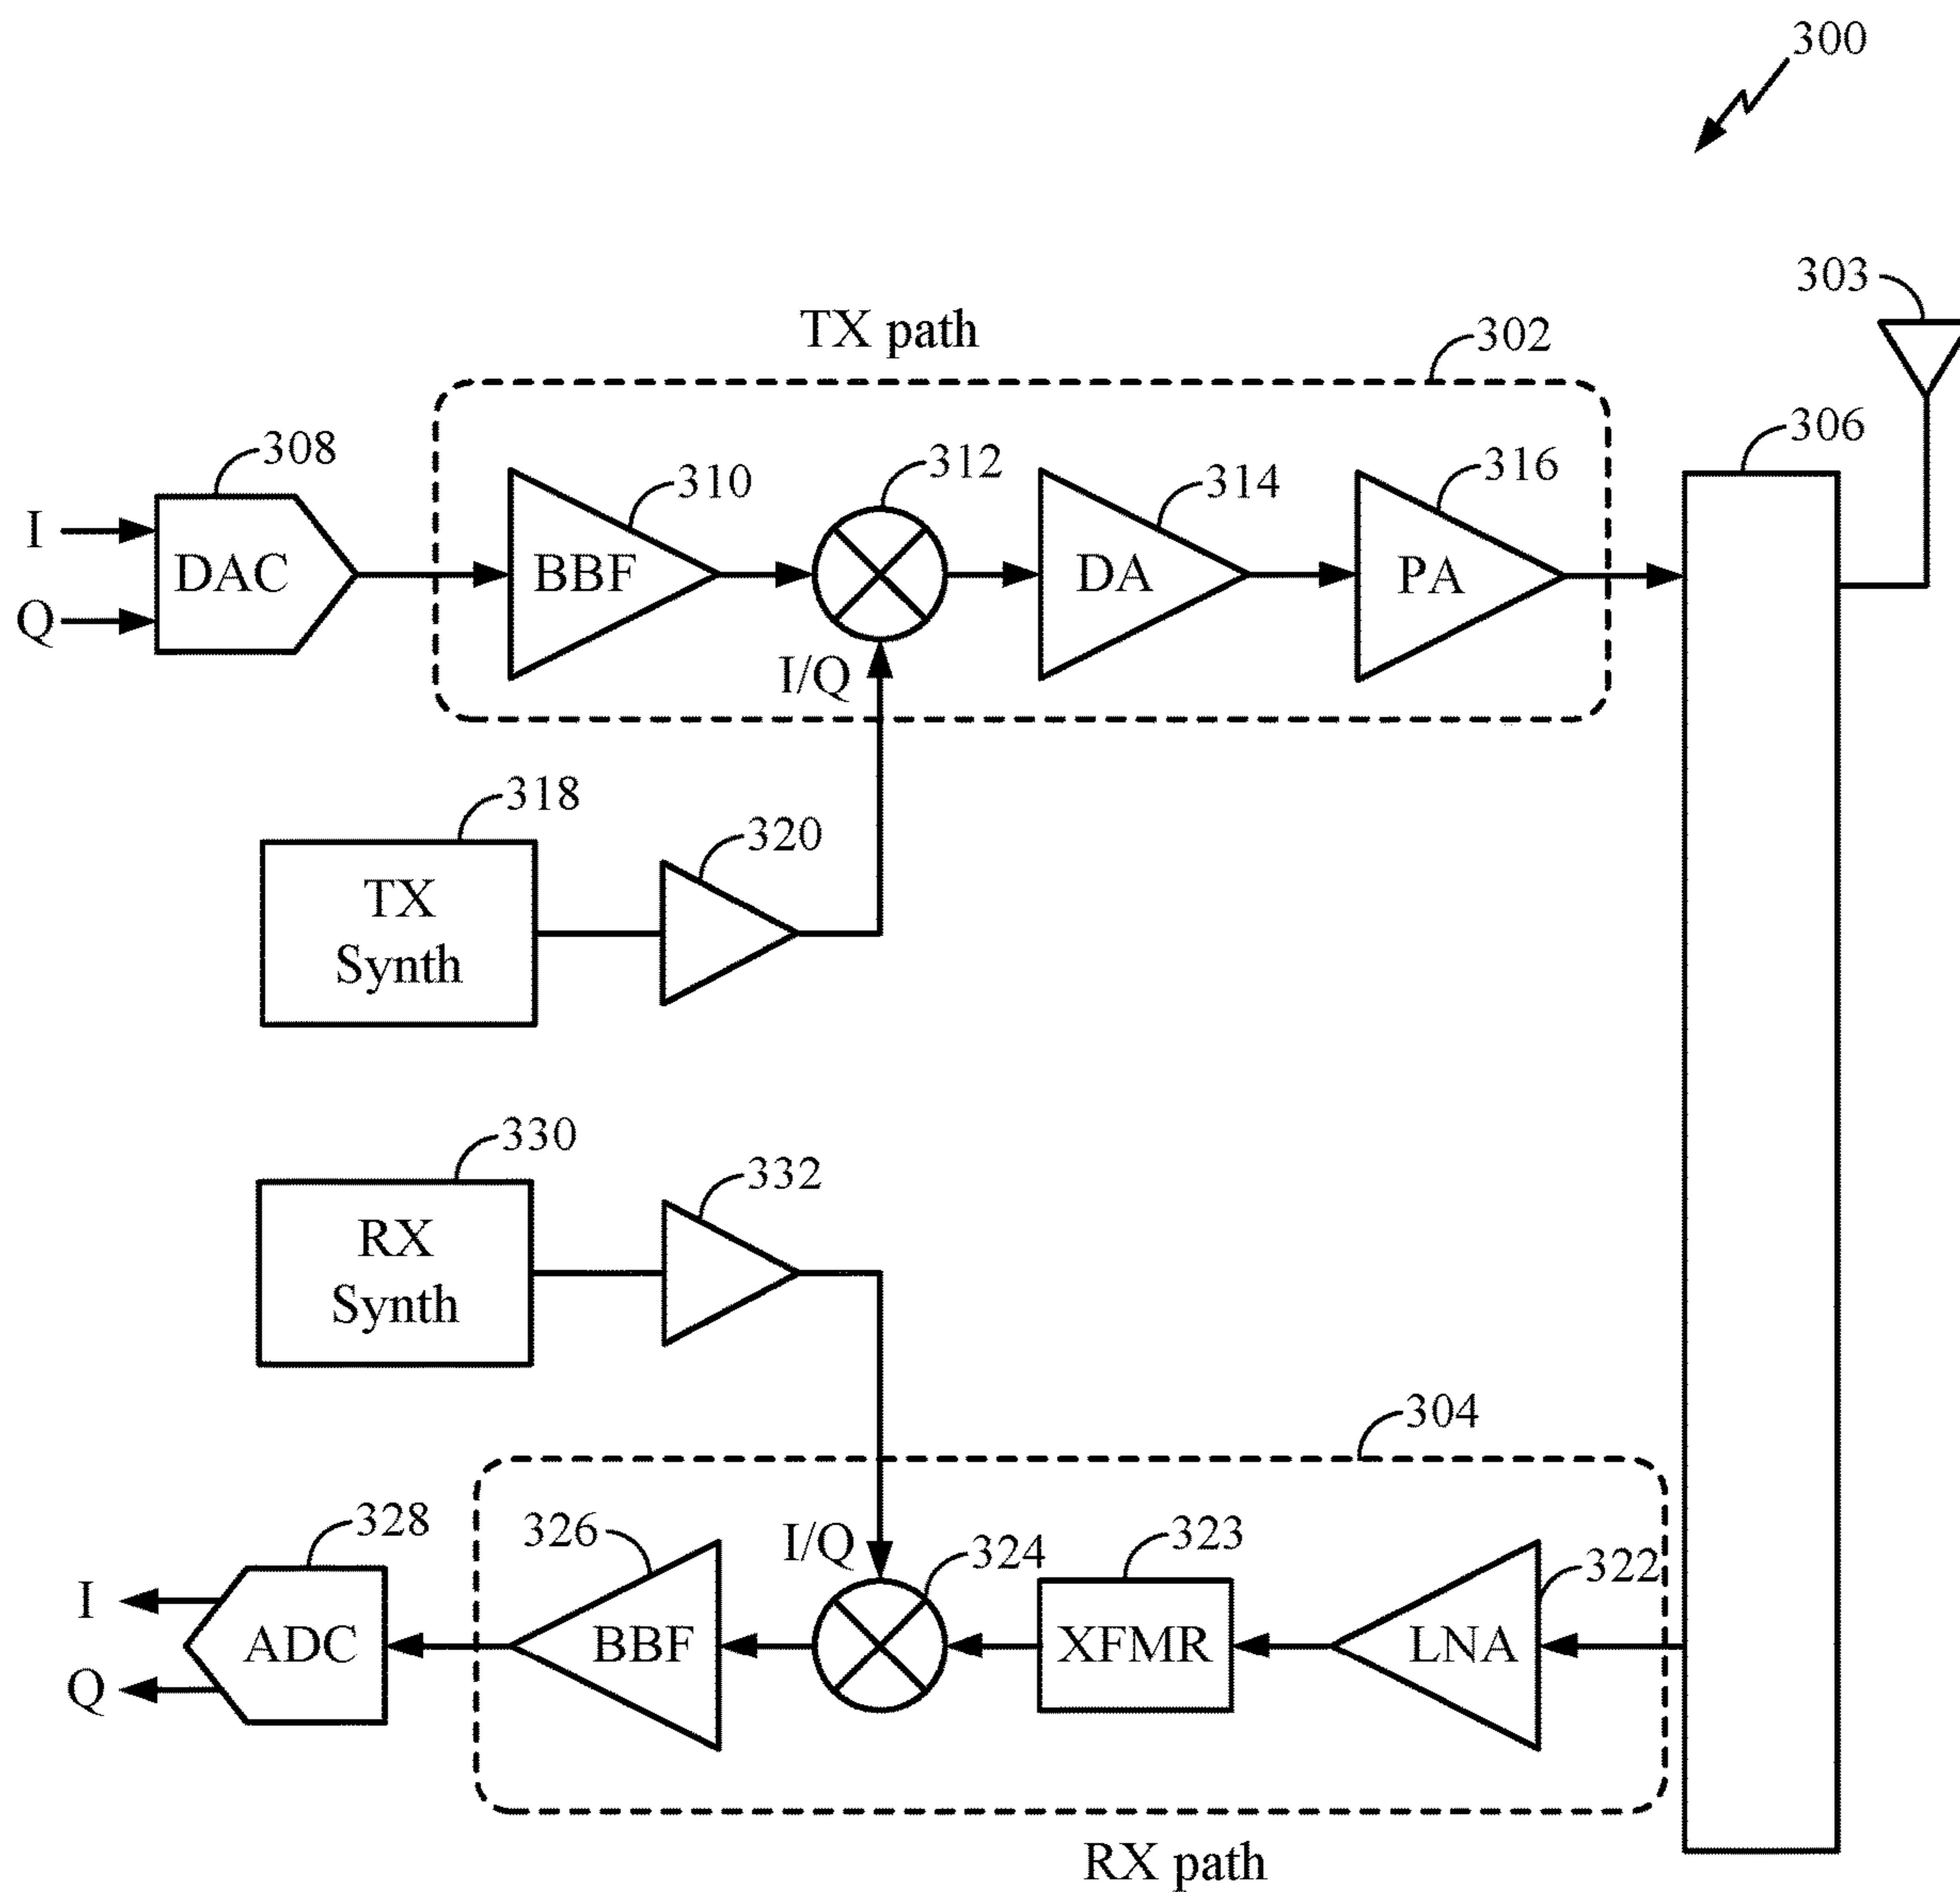 300
303
TX path
302
306
308
310
312
314
316
I
Q
DAC
BBF
DA
PA
I/Q
318
320
TX
Synth
330
332
RX
Synth
304
328
326
I/Q
324
323
322
I
Q
ADC
BBF
XFMR
LNA
RX path